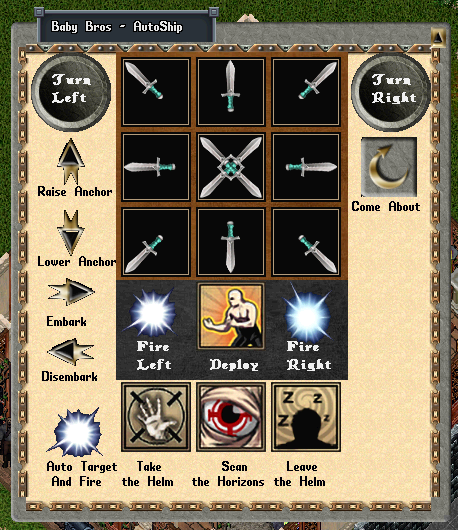 Baby Bros - AutoShip
Turn
Left
Turn
Right
Raise Anchor
Come About
Lower Anchor
Embark
Fire
Left
Deploy
Fire
Right
Disembark
Z Z Z
Auto Target
And Fire
Take
the Helm
Scan
the Horizons
Leave
the Helm